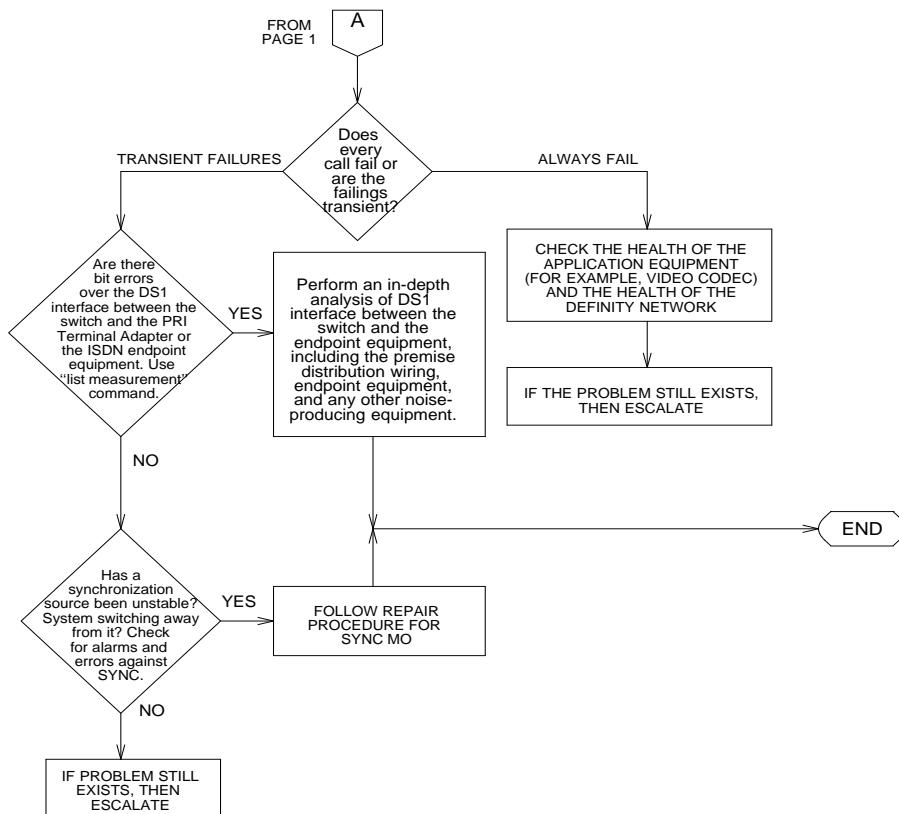 FROM
PAGE 1
A
Does
every
call fail or
are the
failings
transient?
TRANSIENT FAILURES
ALWAYS FAIL
Are there
bit errors
over the DS1
interface between the
switch and the PRI
Terminal Adapter or
the ISDN endpoint
equipment. Use
“list measurement”
command.
YES
Perform an in-depth
analysis of DS1
interface between the
switch and the
endpoint equipment,
including the premise
distribution wiring,
endpoint equipment,
and any other noise-
producing equipment.
CHECK THE HEALTH OF THE
APPLICATION EQUIPMENT
(FOR EXAMPLE, VIDEO CODEC)
AND THE HEALTH OF THE
DEFINITY NETWORK
IF THE PROBLEM STILL EXISTS,
THEN ESCALATE
NO
END
Has a
synchronization
source been unstable?
System switching away
from it? Check
for alarms and
errors against
SYNC.
YES
FOLLOW REPAIR
PROCEDURE FOR
SYNC MO
NO
IF PROBLEM STILL
EXISTS, THEN
ESCALATE